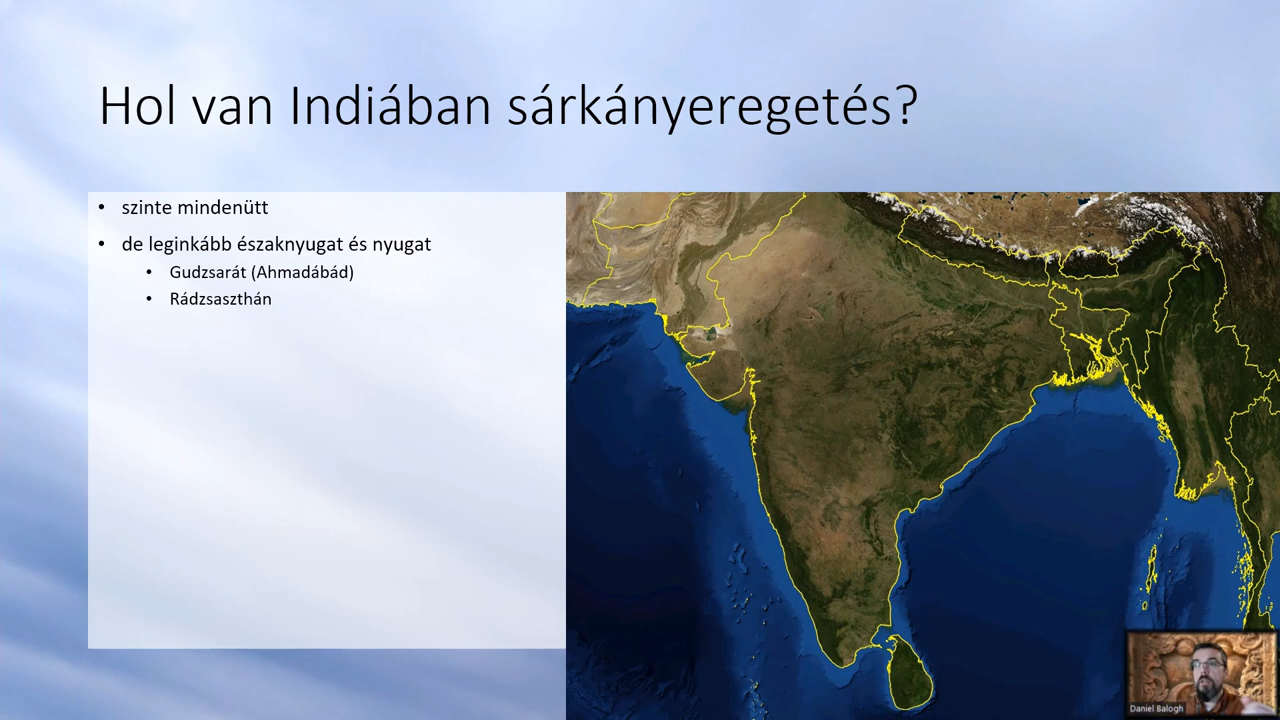 Hol van Indiában sárkányeregetés?
• szinte mindenütt
• de leginkább északnyugat és nyugat
• Gudzsarát (Ahmadábád)
• Rádzsaszthán
Daniel Balogh